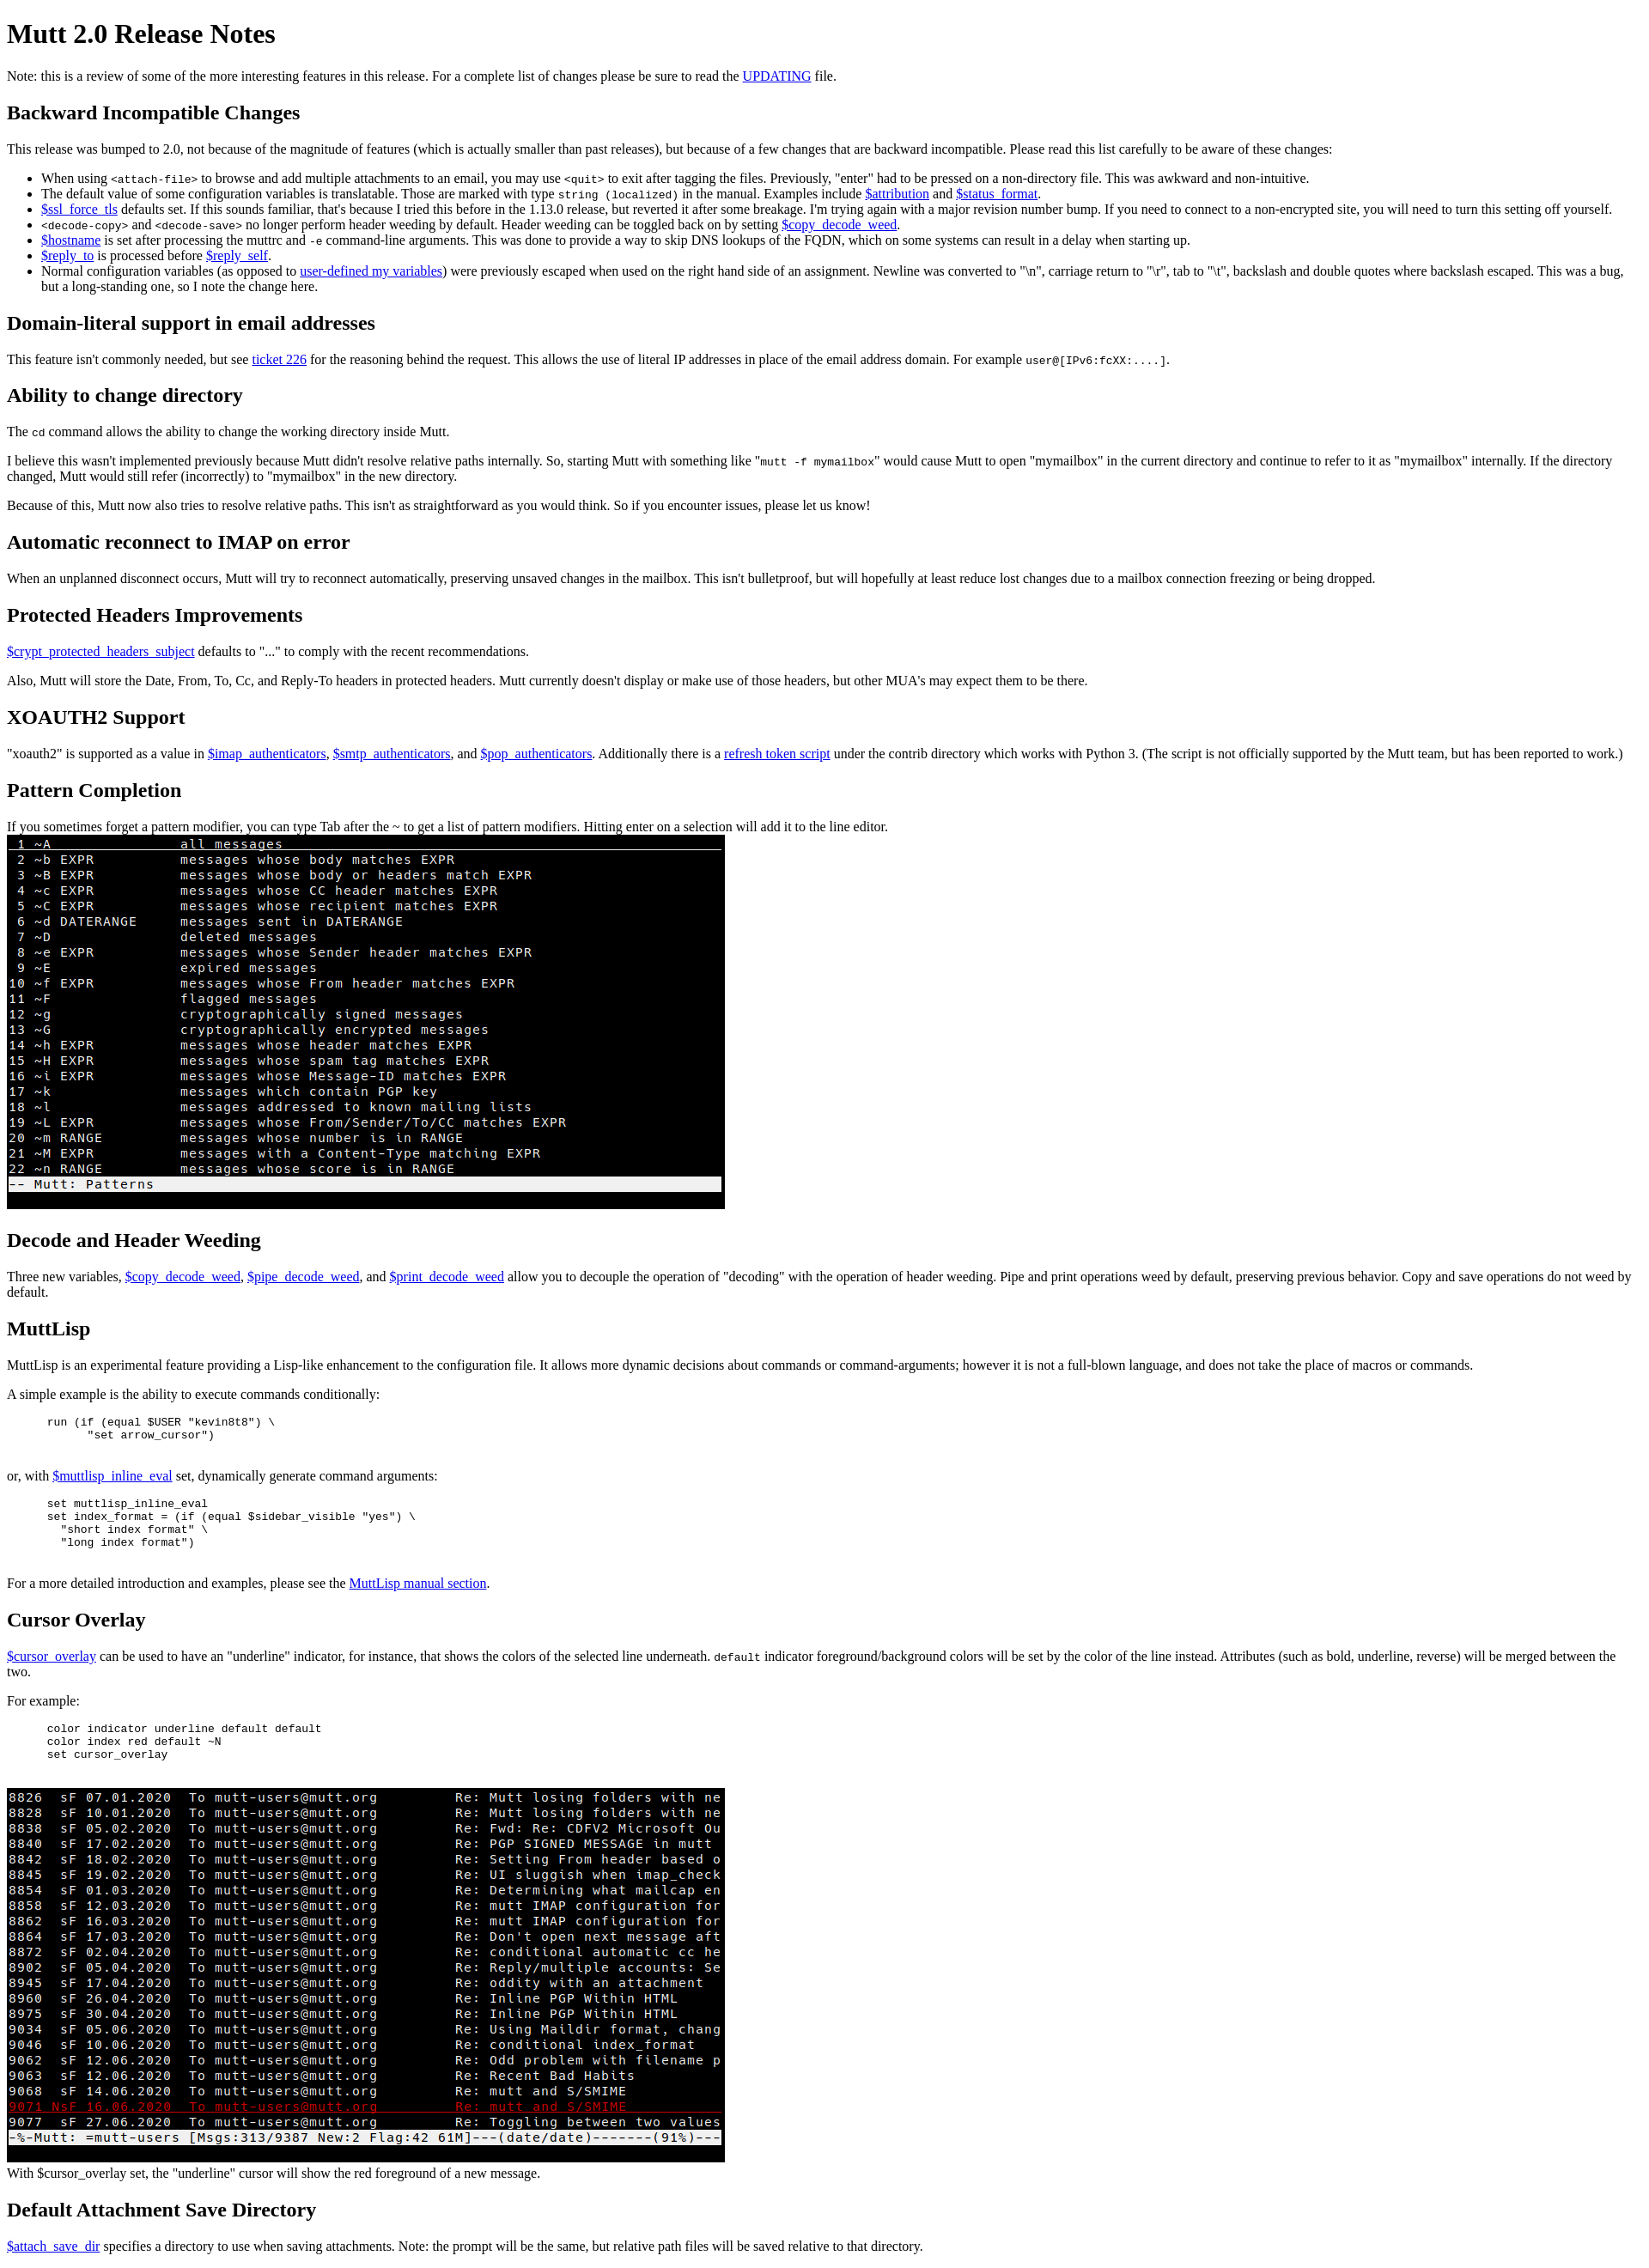 Mutt 2.0 Release Notes
Note: this is a review of some of the more interesting features in this release. For a complete list of changes please be sure to read the UPDATING file.
Backward Incompatible Changes
This release was bumped to 2.0, not because of the magnitude of features (which is actually smaller than past releases), but because of a few changes that are backward incompatible. Please read this list carefully to be aware of these changes:
• When using <attach-file> to browse and add multiple attachments to an email, you may use <quit> to exit after tagging the files. Previously, "enter" had to be pressed on a non-directory file. This was awkward and non-intuitive.
• The default value of some configuration variables is translatable. Those are marked with type string (localized) in the manual. Examples include $attribution and $status_format.
• $ssl_force_tls defaults set. If this sounds familiar, that's because I tried this before in the 1.13.0 release, but reverted it after some breakage. I'm trying again with a major revision number bump. If you need to connect to a non-encrypted site, you will need to turn this setting off yourself.
• <decode-copy> and <decode-save> no longer perform header weeding by default. Header weeding can be toggled back on by setting $copy_decode_weed.
• $hostname is set after processing the muttrc and -e command-line arguments. This was done to provide a way to skip DNS lookups of the FQDN, which on some systems can result in a delay when starting up.
• $reply_to is processed before $reply_self.
• Normal configuration variables (as opposed to user-defined my variables) were previously escaped when used on the right hand side of an assignment. Newline was converted to "\n", carriage return to "\r", tab to "\t", backslash and double quotes where backslash escaped. This was a bug,
but a long-standing one, so I note the change here.
Domain-literal support in email addresses
This feature isn't commonly needed, but see ticket 226 for the reasoning behind the request. This allows the use of literal IP addresses in place of the email address domain. For example user@[IPv6:fcXX:....].
Ability to change directory
The cd command allows the ability to change the working directory inside Mutt.
I believe this wasn't implemented previously because Mutt didn't resolve relative paths internally. So, starting Mutt with something like "mutt -f mymailbox" would cause Mutt to open "mymailbox" in the current directory and continue to refer to it as "mymailbox" internally. If the directory
changed, Mutt would still refer (incorrectly) to "mymailbox" in the new directory.
Because of this, Mutt now also tries to resolve relative paths. This isn't as straightforward as you would think. So if you encounter issues, please let us know!
Automatic reconnect to IMAP on error
When an unplanned disconnect occurs, Mutt will try to reconnect automatically, preserving unsaved changes in the mailbox. This isn't bulletproof, but will hopefully at least reduce lost changes due to a mailbox connection freezing or being dropped.
Protected Headers Improvements
$crypt_protected_headers_subject defaults to "..." to comply with the recent recommendations.
Also, Mutt will store the Date, From, To, Cc, and Reply-To headers in protected headers. Mutt currently doesn't display or make use of those headers, but other MUA's may expect them to be there.
XOAUTH2 Support
"xoauth2" is supported as a value in $imap_authenticators, $smtp_authenticators, and $pop_authenticators. Additionally there is a refresh token script under the contrib directory which works with Python 3. (The script is not officially supported by the Mutt team, but has been reported to work.)
Pattern Completion
If you sometimes forget a pattern modifier, you can type Tab after the ~ to get a list of pattern modifiers. Hitting enter on a selection will add it to the line editor.
1 ~A all messages
2 ~b EXPR messages whose body matches EXPR
3 ~B EXPR messages whose body or headers match EXPR
4 ~c EXPR messages whose CC header matches EXPR
5 ~C EXPR messages whose recipient matches EXPR
6 ~d DATERANGE messages sent in DATERANGE
7 ~D deleted messages
8 ~e EXPR messages whose Sender header matches EXPR
9 ~E expired messages
10 ~f EXPR messages whose From header matches EXPR
11 ~F flagged messages
12 ~g cryptographically signed messages
13 ~G cryptographically encrypted messages
14 ~h EXPR messages whose header matches EXPR
15 ~H EXPR messages whose spam tag matches EXPR
16 ~i EXPR messages whose Message-ID matches EXPR
17 ~k messages which contain PGP key
18 ~l messages addressed to known mailing lists
19 ~L EXPR messages whose From/Sender/To/CC matches EXPR
20 ~m RANGE messages whose number is in RANGE
21 ~M EXPR messages with a Content-Type matching EXPR
22 ~n RANGE messages whose score is in RANGE
-- Mutt: Patterns
Decode and Header Weeding
Three new variables, $copy_decode_weed, $pipe_decode_weed, and $print_decode_weed allow you to decouple the operation of "decoding" with the operation of header weeding. Pipe and print operations weed by default, preserving previous behavior. Copy and save operations do not weed by
default.
MuttLisp
MuttLisp is an experimental feature providing a Lisp-like enhancement to the configuration file. It allows more dynamic decisions about commands or command-arguments; however it is not a full-blown language, and does not take the place of macros or commands.
A simple example is the ability to execute commands conditionally:
run (if (equal $USER "kevin8t8") \
"set arrow_cursor")
or, with $muttlisp_inline_eval set, dynamically generate command arguments:
set muttlisp_inline_eval
set index_format = (if (equal $sidebar_visible "yes") \
"short index format" \
"long index format")
For a more detailed introduction and examples, please see the MuttLisp manual section.
Cursor Overlay
$cursor_overlay can be used to have an "underline" indicator, for instance, that shows the colors of the selected line underneath. default indicator foreground/background colors will be set by the color of the line instead. Attributes (such as bold, underline, reverse) will be merged between the
two.
For example:
color indicator underline default default
color index red default ~N
set cursor_overlay
8826 sF 07.01.2020 To mutt-users@mutt.org Re: Mutt losing folders with ne
8828 sF 10.01.2020 To mutt-users@mutt.org Re: Mutt losing folders with ne
8838 sF 05.02.2020 To mutt-users@mutt.org Re: Fwd: Re: CDFV2 Microsoft Ou
8840 sF 17.02.2020 To mutt-users@mutt.org Re: PGP SIGNED MESSAGE in mutt
8842 sF 18.02.2020 To mutt-users@mutt.org Re: Setting From header based o
8845 sF 19.02.2020 To mutt-users@mutt.org Re: UI sluggish when imap_check
8854 sF 01.03.2020 To mutt-users@mutt.org Re: Determining what mailcap en
8858 sF 12.03.2020 To mutt-users@mutt.org Re: mutt IMAP configuration for
8862 sF 16.03.2020 To mutt-users@mutt.org Re: mutt IMAP configuration for
8864 sF 17.03.2020 To mutt-users@mutt.org Re: Don't open next message aft
8872 sF 02.04.2020 To mutt-users@mutt.org Re: conditional automatic cc he
8902 sF 05.04.2020 To mutt-users@mutt.org Re: Reply/multiple accounts: Se
8945 sF 17.04.2020 To mutt-users@mutt.org Re: oddity with an attachment
8960 sF 26.04.2020 To mutt-users@mutt.org Re: Inline PGP Within HTML
8975 sF 30.04.2020 To mutt-users@mutt.org Re: Inline PGP Within HTML
9034 sF 05.06.2020 To mutt-users@mutt.org Re: Using Maildir format, chang
9046 sF 10.06.2020 To mutt-users@mutt.org Re: conditional index_format
9062 sF 12.06.2020 To mutt-users@mutt.org Re: Odd problem with filename p
9063 sF 12.06.2020 To mutt-users@mutt.org Re: Recent Bad Habits
9068 sF 14.06.2020 To mutt-users@mutt.org Re: mutt and S/SMIME
9071 NsF 16.06.2020 To mutt-users@mutt.org Re: mutt and S/SMIME
9077 sF 27.06.2020 To mutt-users@mutt.org Re: Toggling between two values
-%-Mutt: =mutt-users [Msgs:313/9387 New:2 Flag:42 61M]---(date/date)-------(91%)---
With $cursor_overlay set, the "underline" cursor will show the red foreground of a new message.
Default Attachment Save Directory
$attach_save_dir specifies a directory to use when saving attachments. Note: the prompt will be the same, but relative path files will be saved relative to that directory.